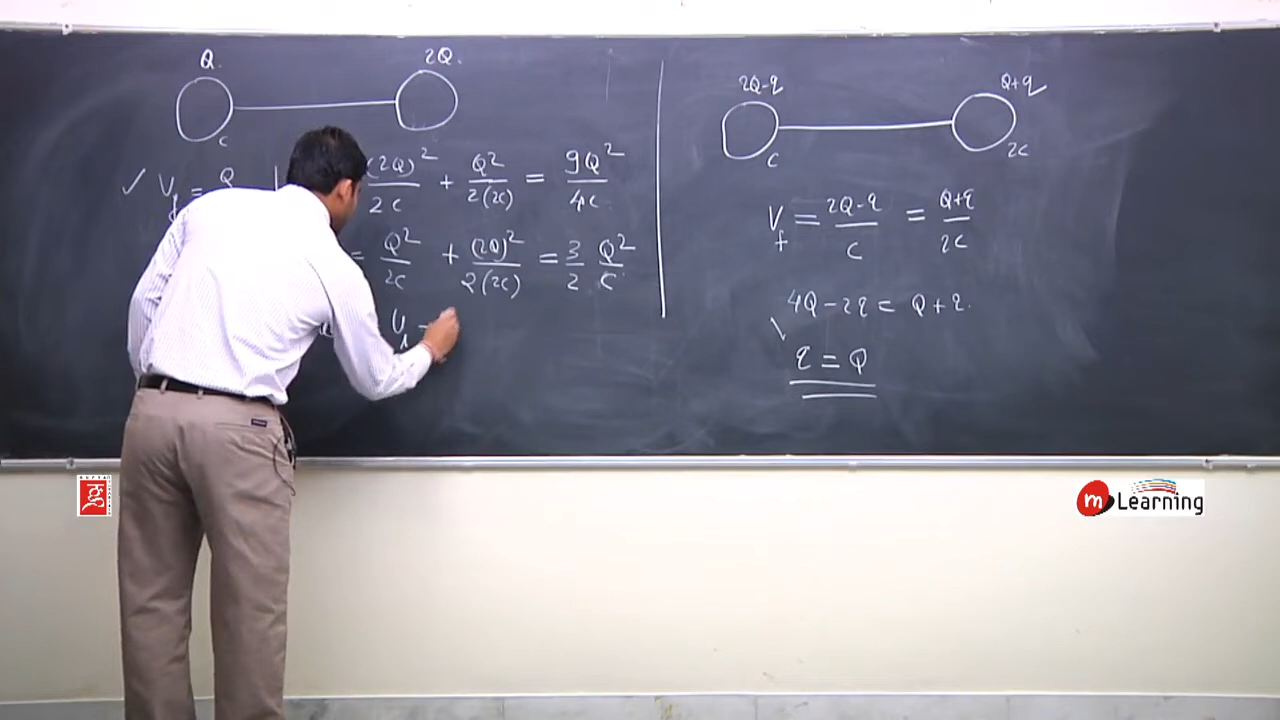 Q. 2Q.
C
✓ V_f = Q
(2Q)²/2C + Q²/2(2C) = 9Q²/4C
= Q²/2C + (2Q)²/2(2C) = 3/2 Q²/C
2Q-q Q+q
C 2C
V_f = 2Q-q/C = Q+q/2C
4Q-2q = Q+q.
q = Q
m Learning